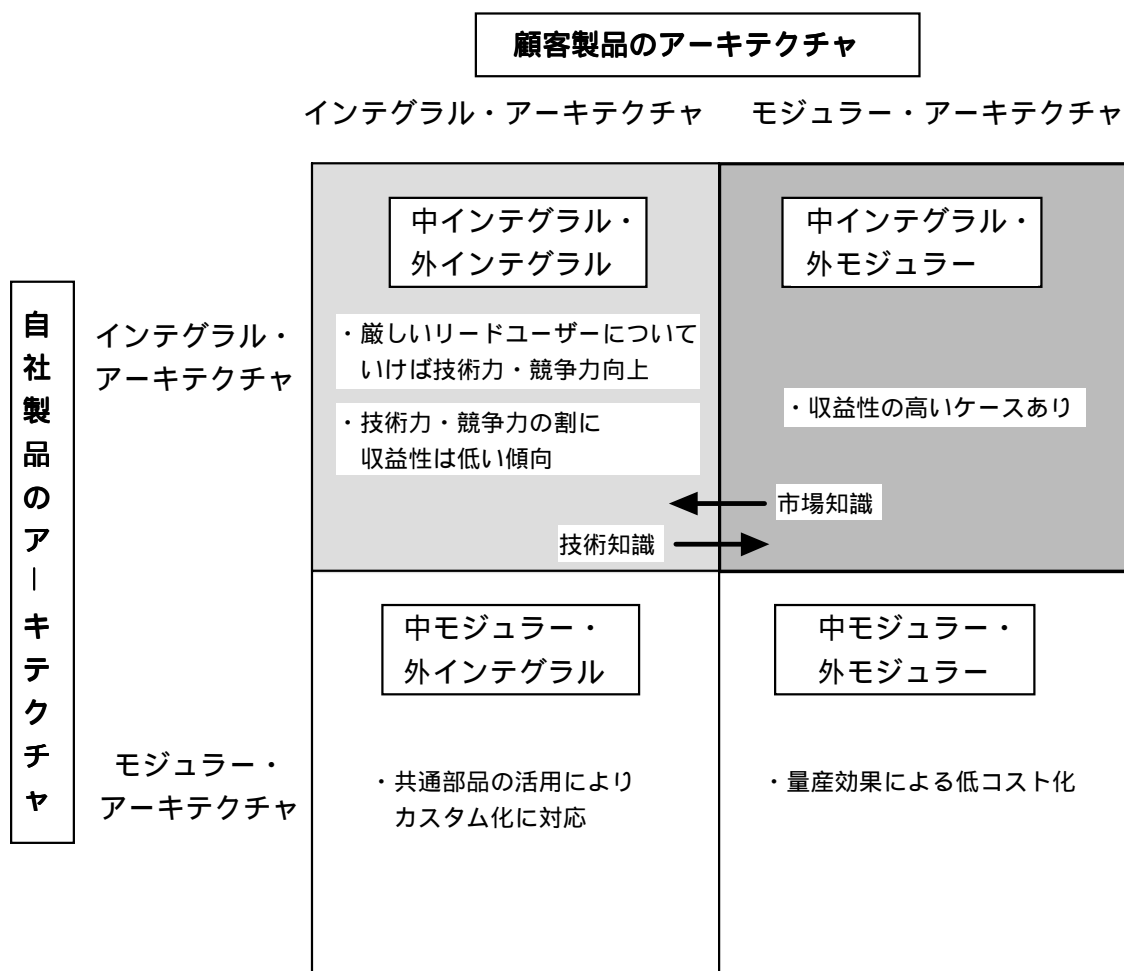 顧客製品のアーキテクチャ
インテグラル・アーキテクチャ
モジュラー・アーキテクチャ
自社製品のアーキテクチャ
インテグラル・
アーキテクチャ
中インテグラル・
外インテグラル
・厳しいリードユーザーについて
いけば技術力・競争力向上
・技術力・競争力の割に
収益性は低い傾向
中インテグラル・
外モジュラー
・収益性の高いケースあり
市場知識
技術知識
モジュラー・
アーキテクチャ
中モジュラー・
外インテグラル
・共通部品の活用により
カスタム化に対応
中モジュラー・
外モジュラー
・量産効果による低コスト化